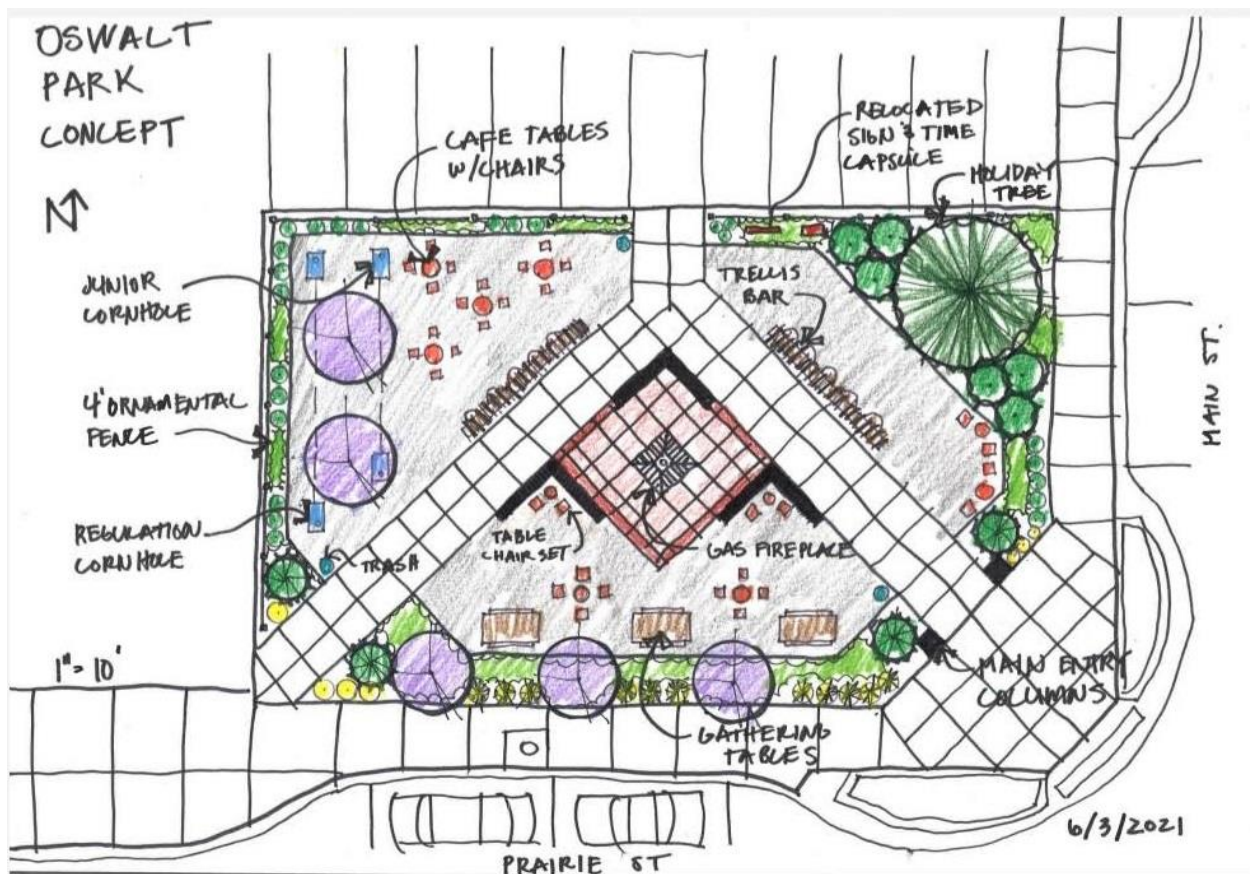 OSWALT
PARK
CONCEPT
N
CAFE TABLES
W/CHAIRS
RELOCATED
SIGN & TIME
CAPSULE
HOLIDAY
TREE
JUNIOR
CORNHOLE
TRELLIS
BAR
4' ORNAMENTAL
FENCE
MAIN ST.
REGULATION
CORNHOLE
TRASH
TABLE
CHAIR SET
GAS FIREPLACE
1" = 10'
MAIN ENTRY
COLUMNS
GATHERING
TABLES
6/3/2021
PRAIRIE ST